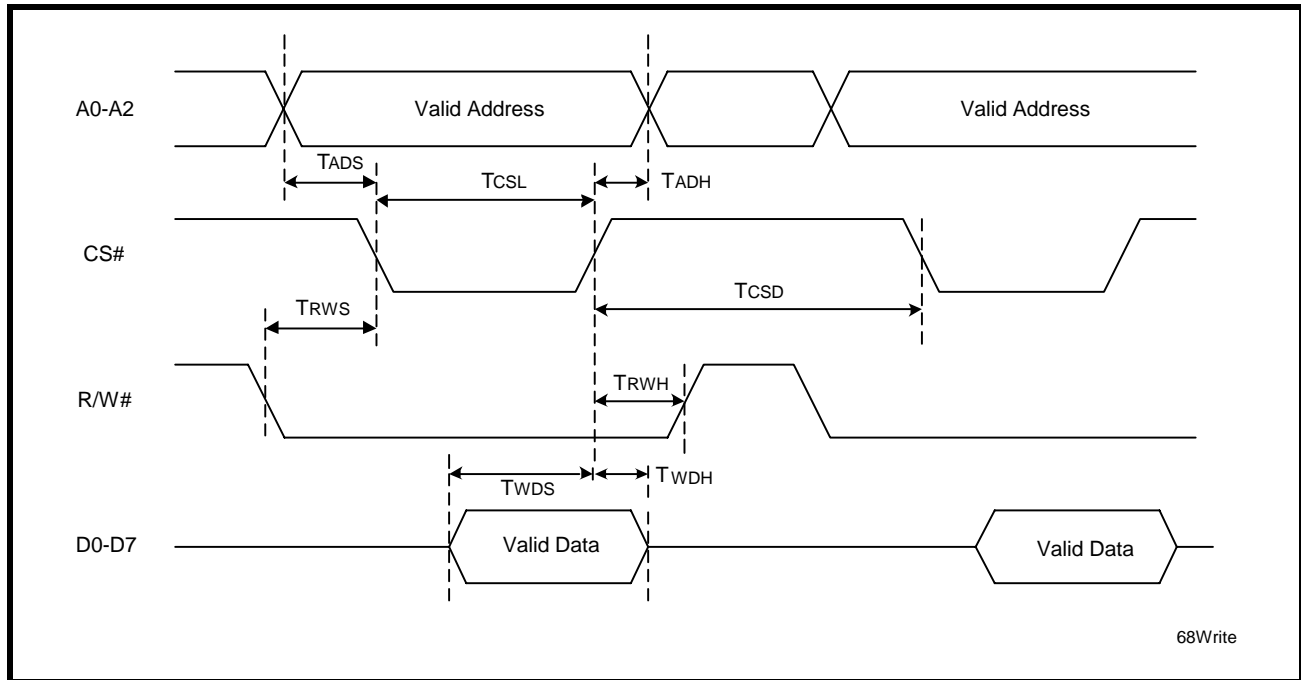 A0-A2
Valid Address
Valid Address
TADS
TCSL
TADH
CS#
TCSD
TRWS
R/W#
TRWH
TWDS
TWDH
D0-D7
Valid Data
Valid Data
68Write